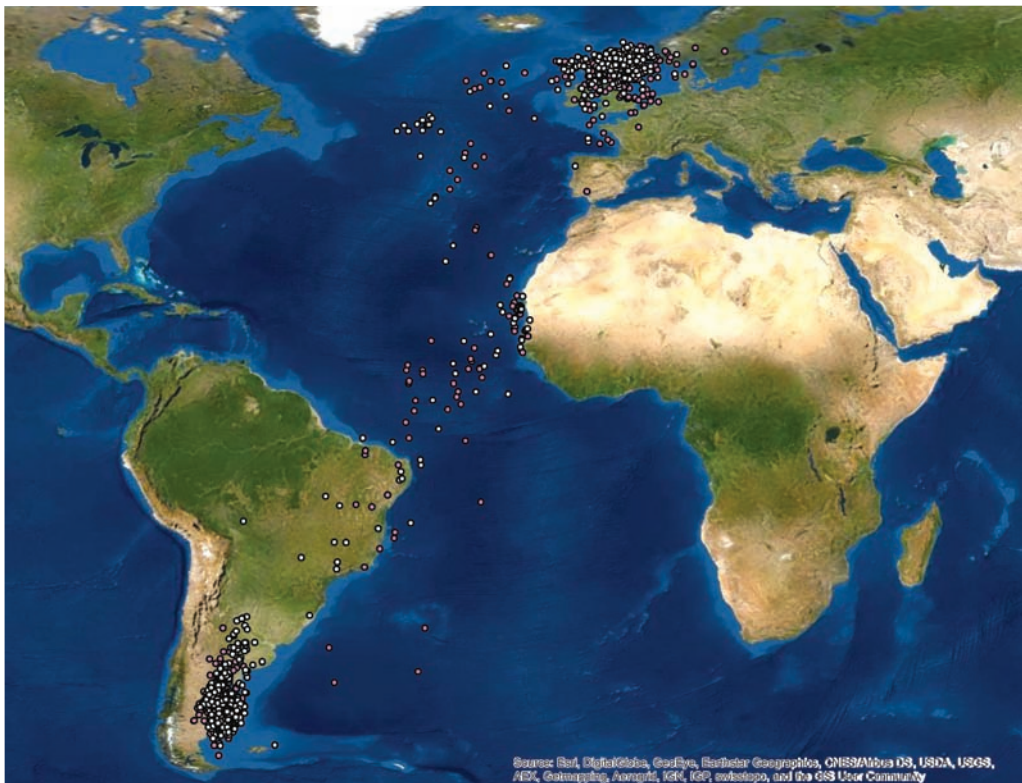 Source: Esri, DigitalGlobe, GeoEye, Earthstar Geographics, CNES/Airbus DS, USDA, USGS,
AEX, Getmapping, Aerogrid, IGN, IGP, swisstopo, and the GIS User Community